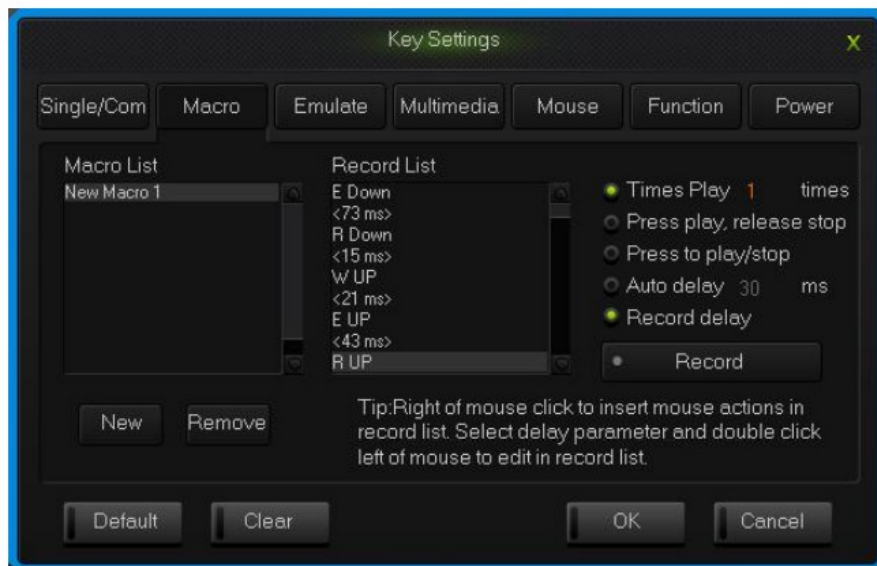 Key Settings
X
Single/Com
Macro
Emulate
Multimedia
Mouse
Function
Power
Macro List
New Macro 1
Record List
E Down
<73 ms>
R Down
<15 ms>
W UP
<21 ms>
E UP
<43 ms>
R UP
Times Play 1 times
Press play, release stop
Press to play/stop
Auto delay 30 ms
Record delay
Record
New
Remove
Tip:Right of mouse click to insert mouse actions in
record list. Select delay parameter and double click
left of mouse to edit in record list.
Default
Clear
OK
Cancel